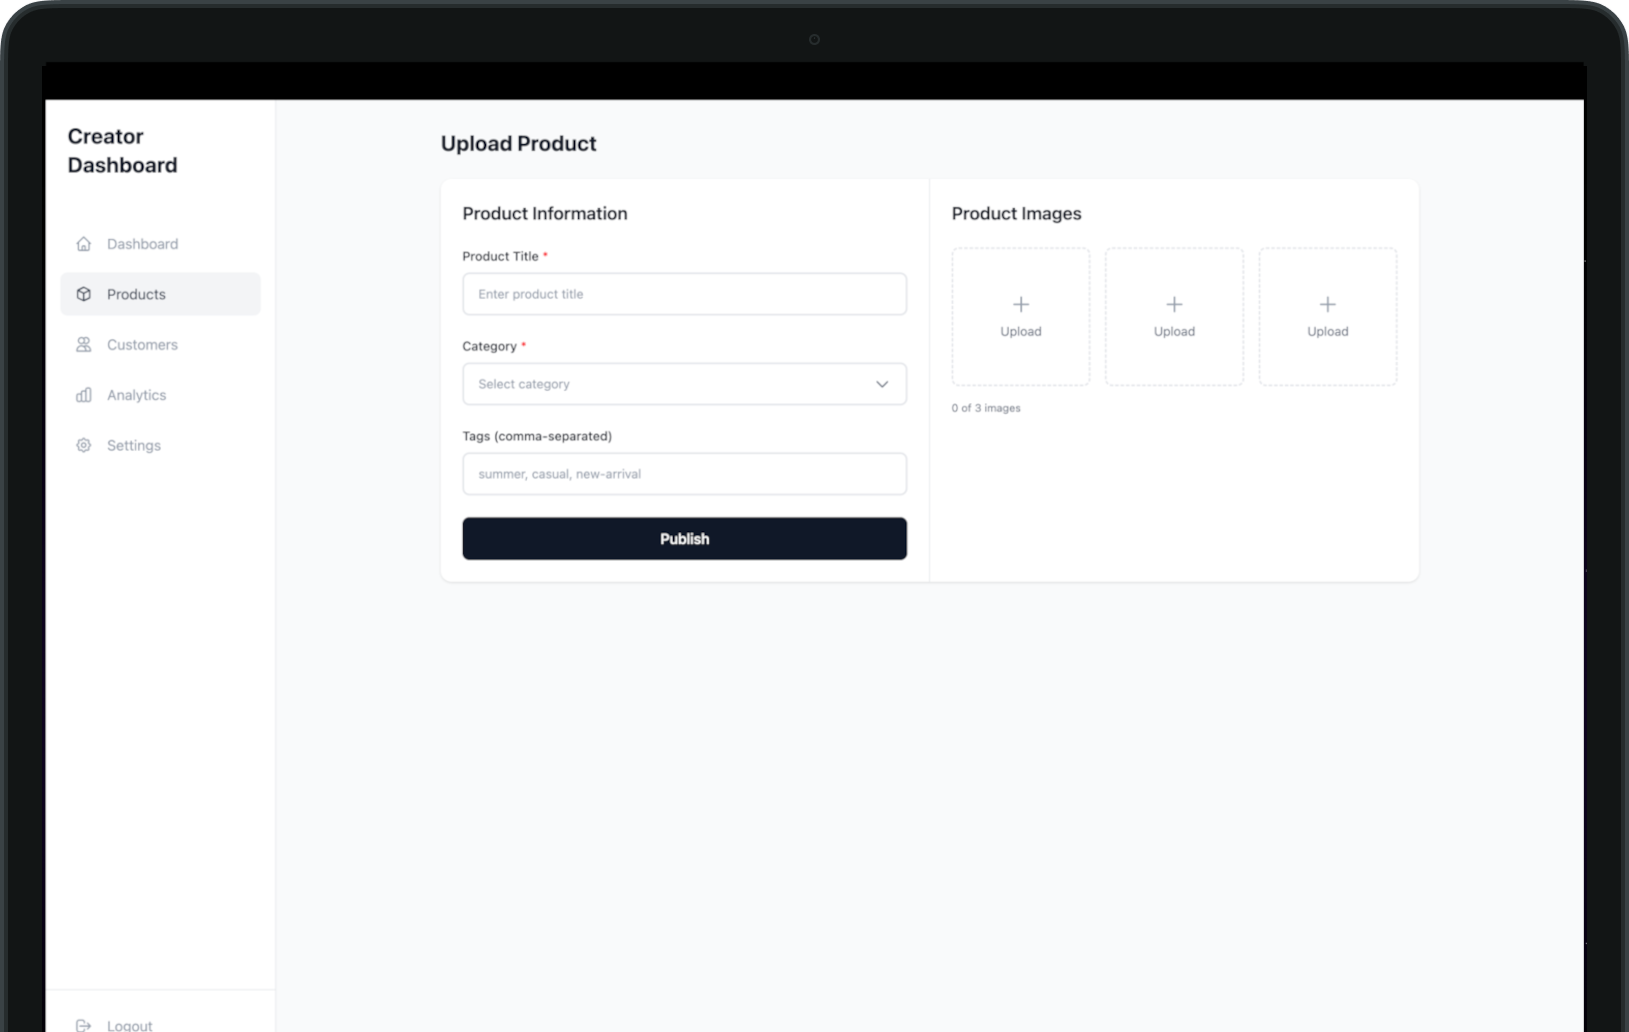 Creator
Dashboard
Dashboard
Products
Customers
Analytics
Settings
Logout
Upload Product
Product Information
Product Title *
Enter product title
Category *
Select category
Tags (comma-separated)
summer, casual, new-arrival
Publish
Product Images
Upload
Upload
Upload
0 of 3 images